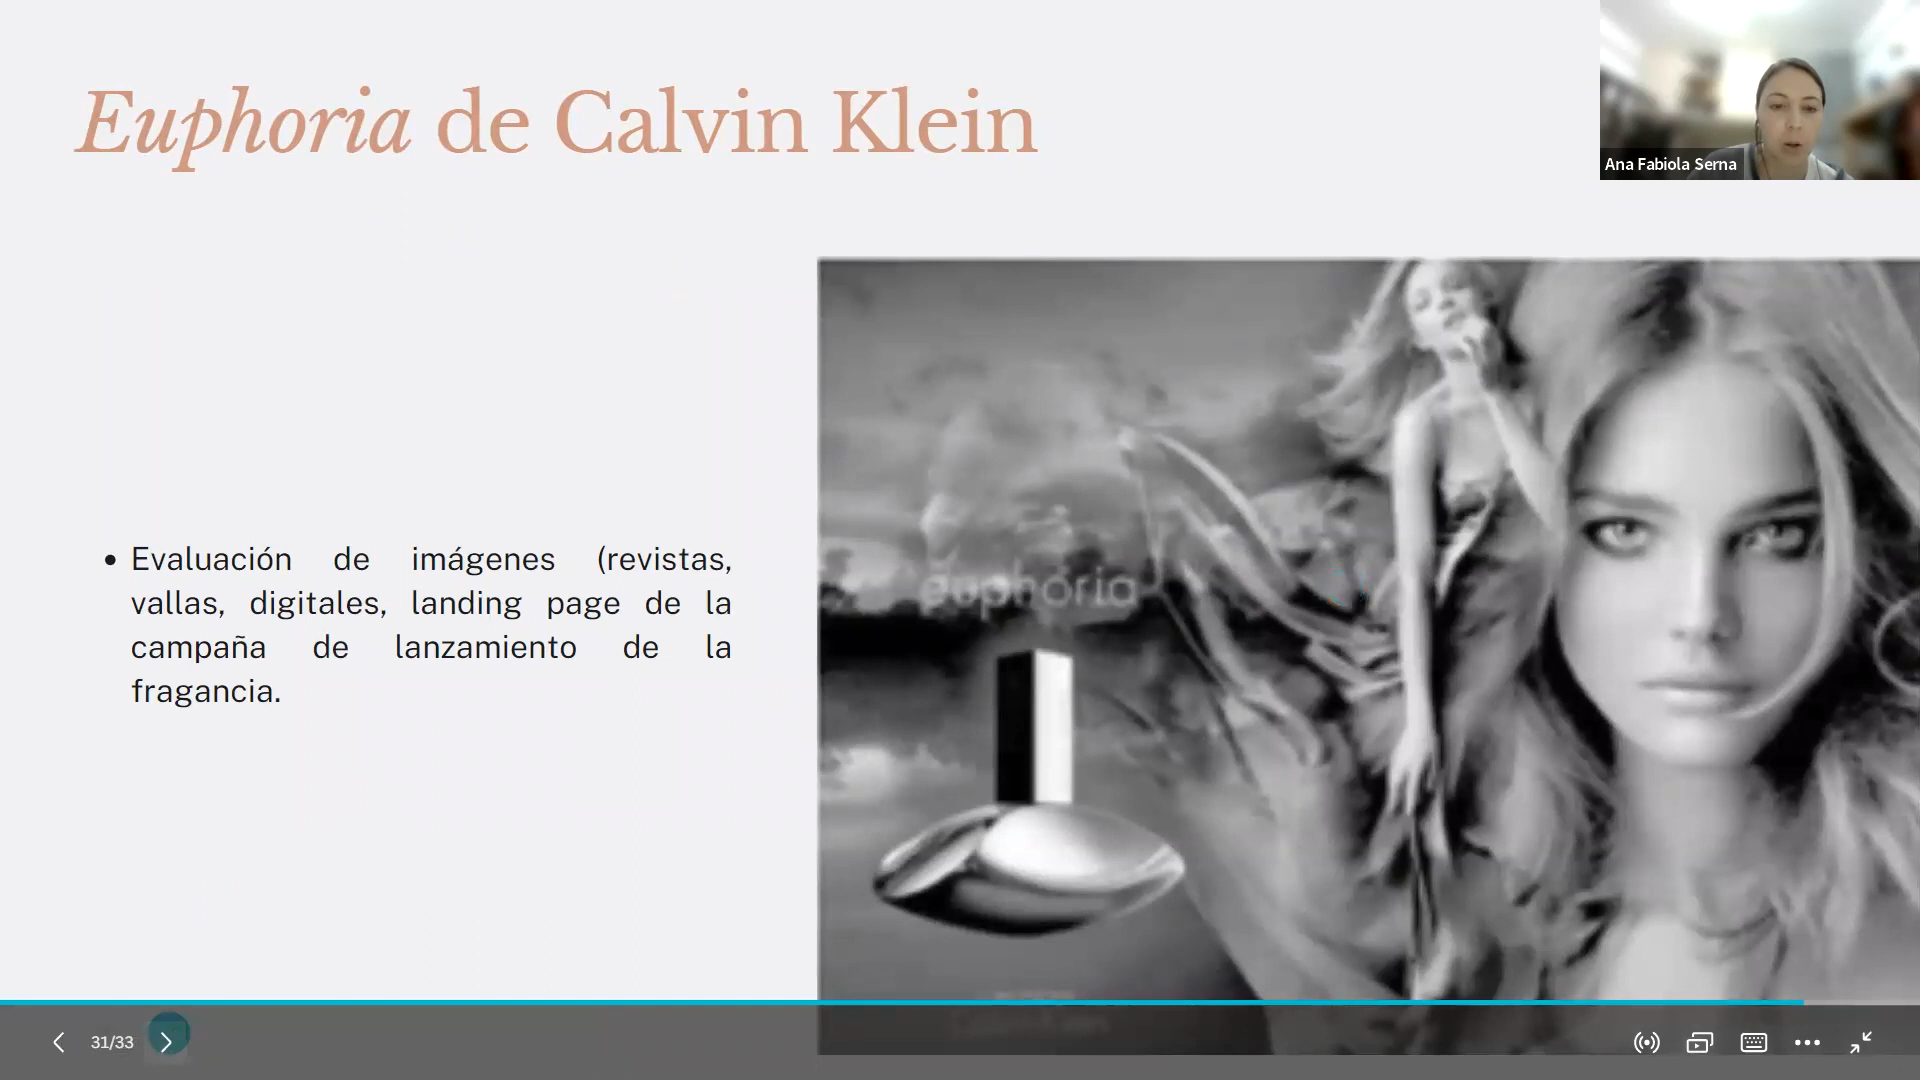 Euphoria de Calvin Klein
Ana Fabiola Serna
euphoria
• Evaluación de imágenes (revistas,
vallas, digitales, landing page de la
campaña de lanzamiento de la
fragancia.
31/33